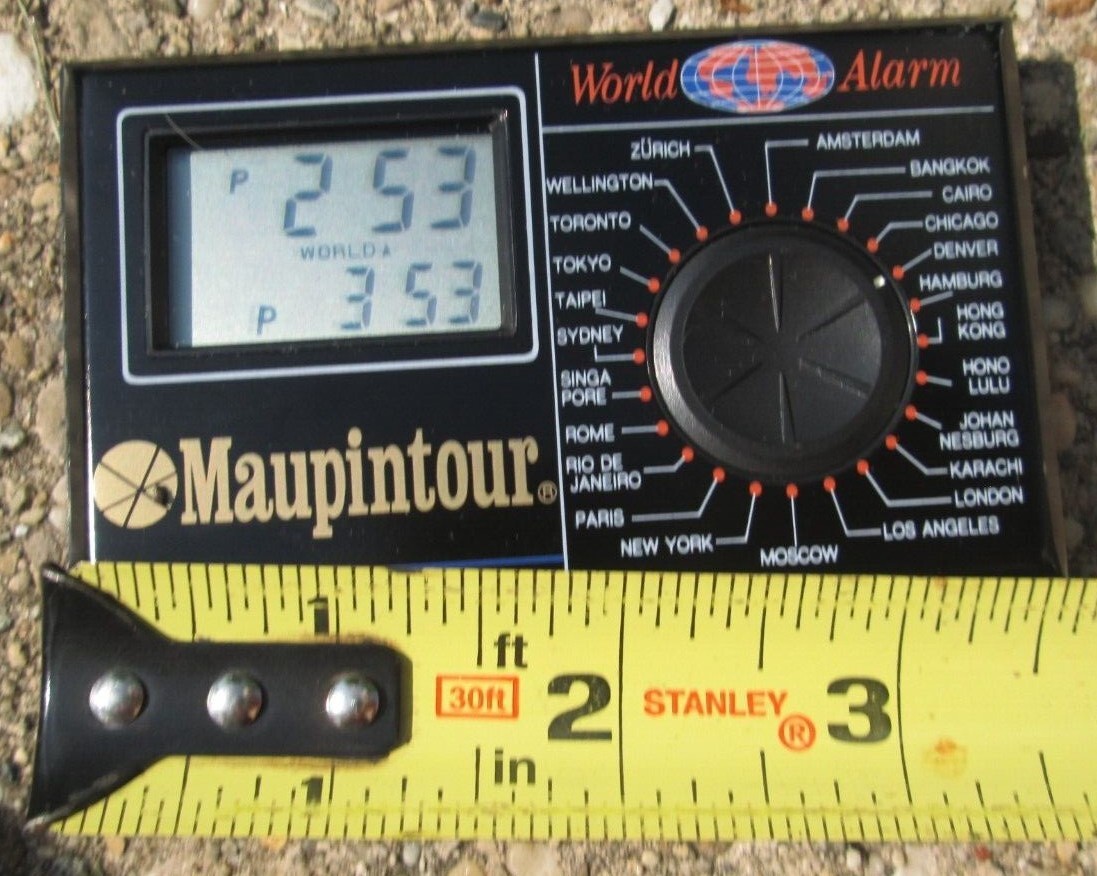 World Alarm
P 2 53
WORLD
P 3 53
Maupintour®
ZÜRICH
AMSTERDAM
WELLINGTON
BANGKOK
CAIRO
TORONTO
CHICAGO
TOKYO
DENVER
TAIPEI
HAMBURG
SYDNEY
HONG
KONG
SINGA
PORE
HONO
LULU
ROME
JOHAN
NESBURG
RIO DE
JANEIRO
KARACHI
PARIS
LONDON
NEW YORK
MOSCOW
LOS ANGELES
1
ft
30ft
2
STANLEY®
3
in
1